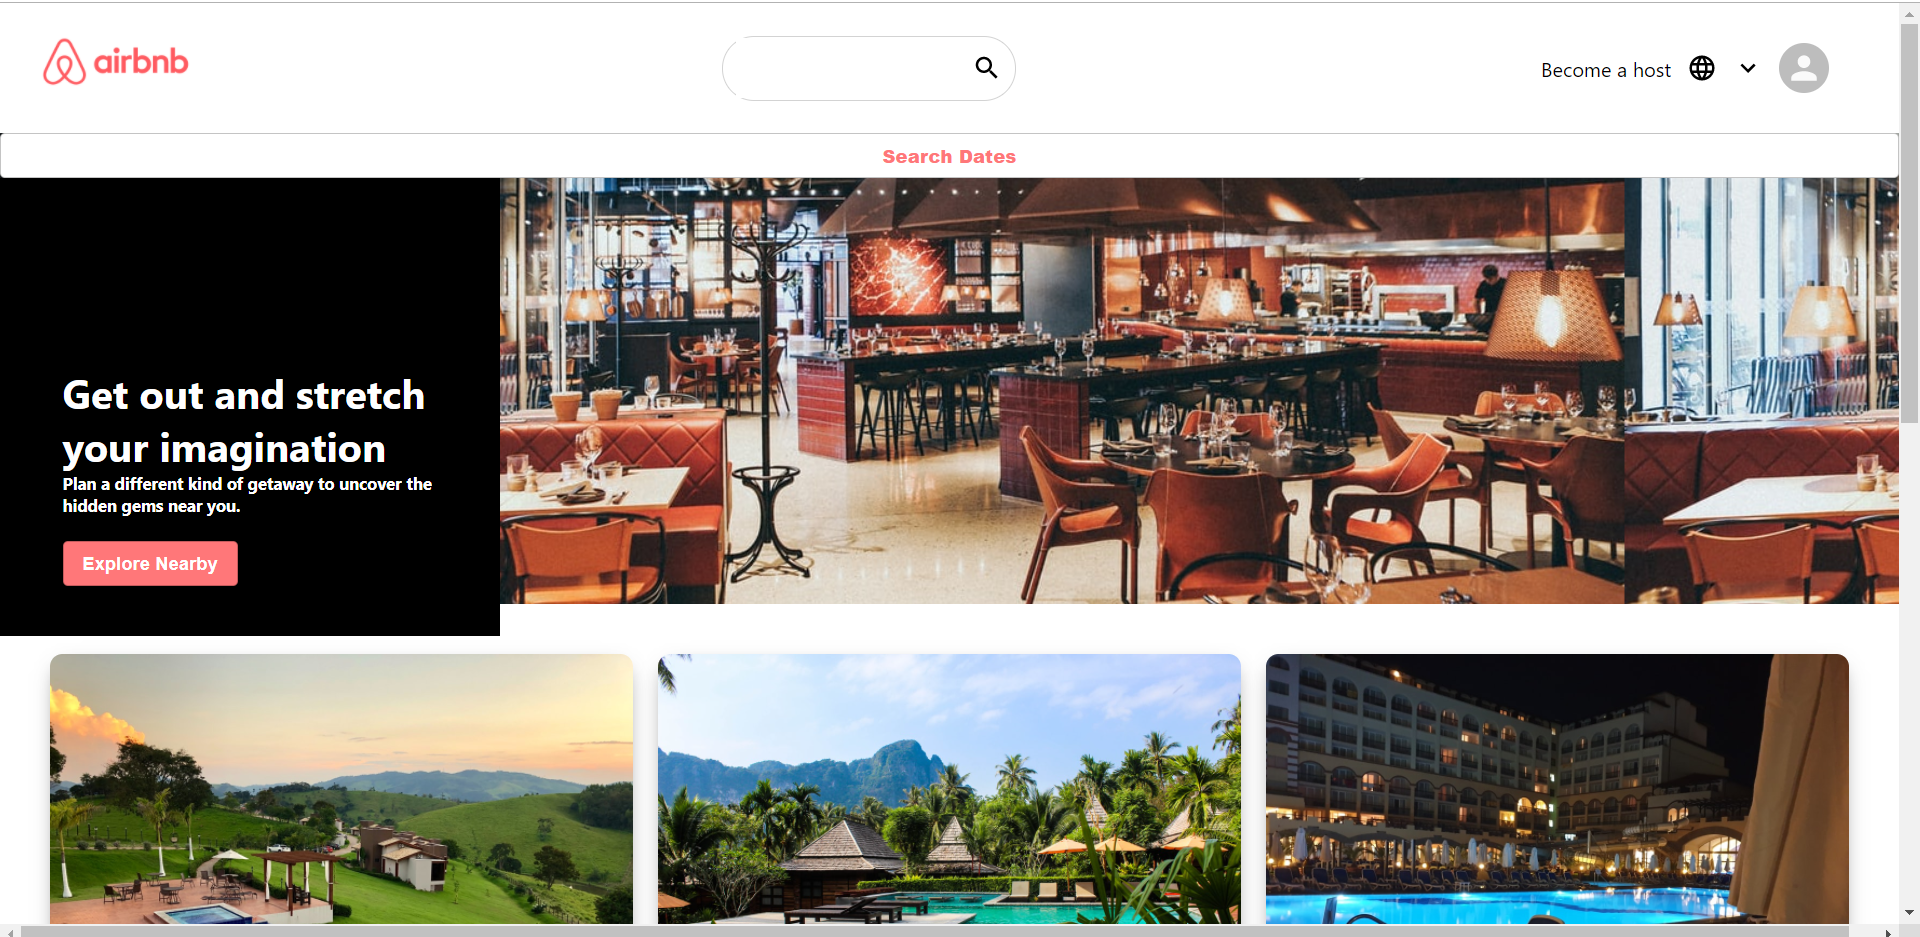 airbnb
Become a host
Search Dates
Get out and stretch
your imagination
Plan a different kind of getaway to uncover the
hidden gems near you.
Explore Nearby